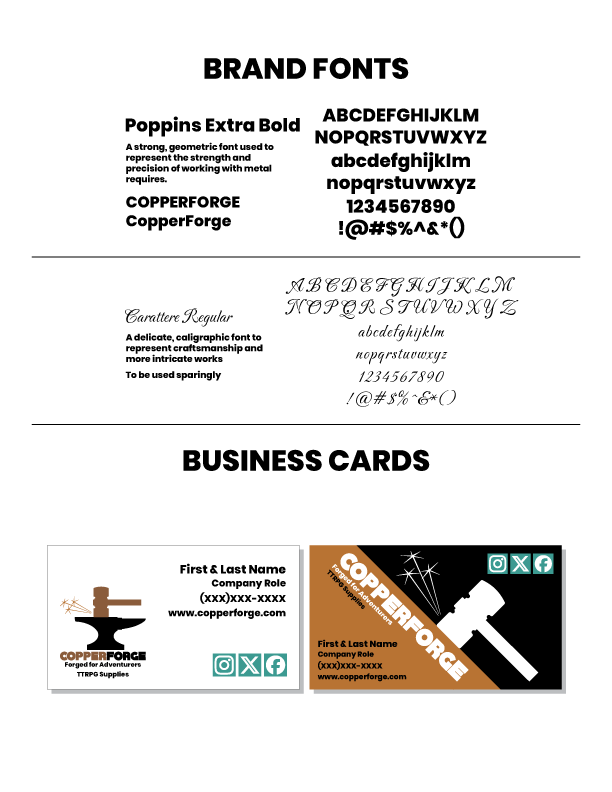 BRAND FONTS
Poppins Extra Bold
A strong, geometric font used to
represent the strength and
precision of working with metal
requires.
COPPERFORGE
CopperForge
ABCDEFGHIJKLM
NOPQRSTUVWXYZ
abcdefghijklm
nopqrstuvwxyz
1234567890
!@#$%^&*()
Carattere Regular
A delicate, caligraphic font to
represent craftsmanship and
more intricate works
To be used sparingly
ABCDEFGHIJKLM
NOPQRSTUVWXYZ
abcdefghijklm
nopqrstuvwxyz
1234567890
!@#$%^&*()
BUSINESS CARDS
First & Last Name
Company Role
(xxx)xxx-xxxx
www.copperforge.com
COPPERFORGE
Forged for Adventurers
TTRPG Supplies
COPPERFORGE
Forged for Adventurers
TTRPG Supplies
First & Last Name
Company Role
(xxx)xxx-xxxx
www.copperforge.com